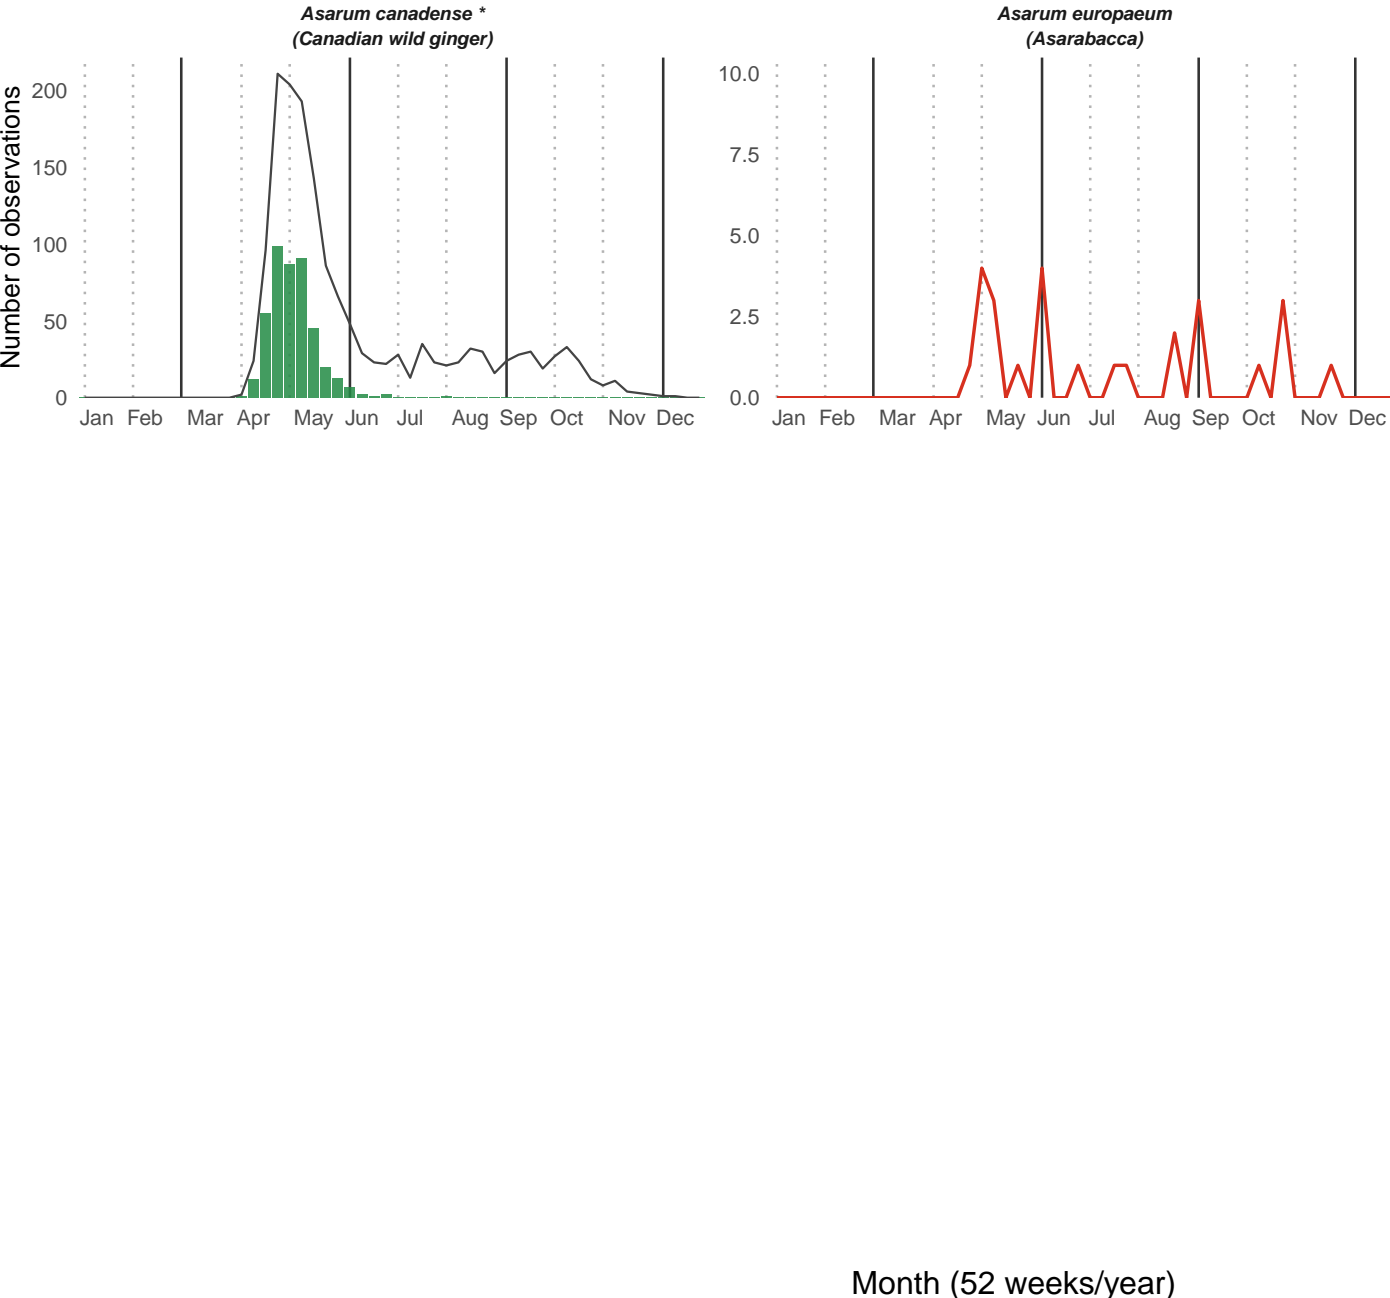 Asarum canadense *
(Canadian wild ginger)
Asarum europaeum
(Asarabacca)
Number of observations
200
150
100
50
0
Jan Feb Mar Apr May Jun Jul Aug Sep Oct Nov Dec
10.0
7.5
5.0
2.5
0.0
Jan Feb Mar Apr May Jun Jul Aug Sep Oct Nov Dec
Month (52 weeks/year)